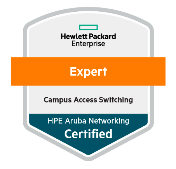 Hewlett Packard
Enterprise
Expert
Campus Access Switching
HPE Aruba Networking
Certified